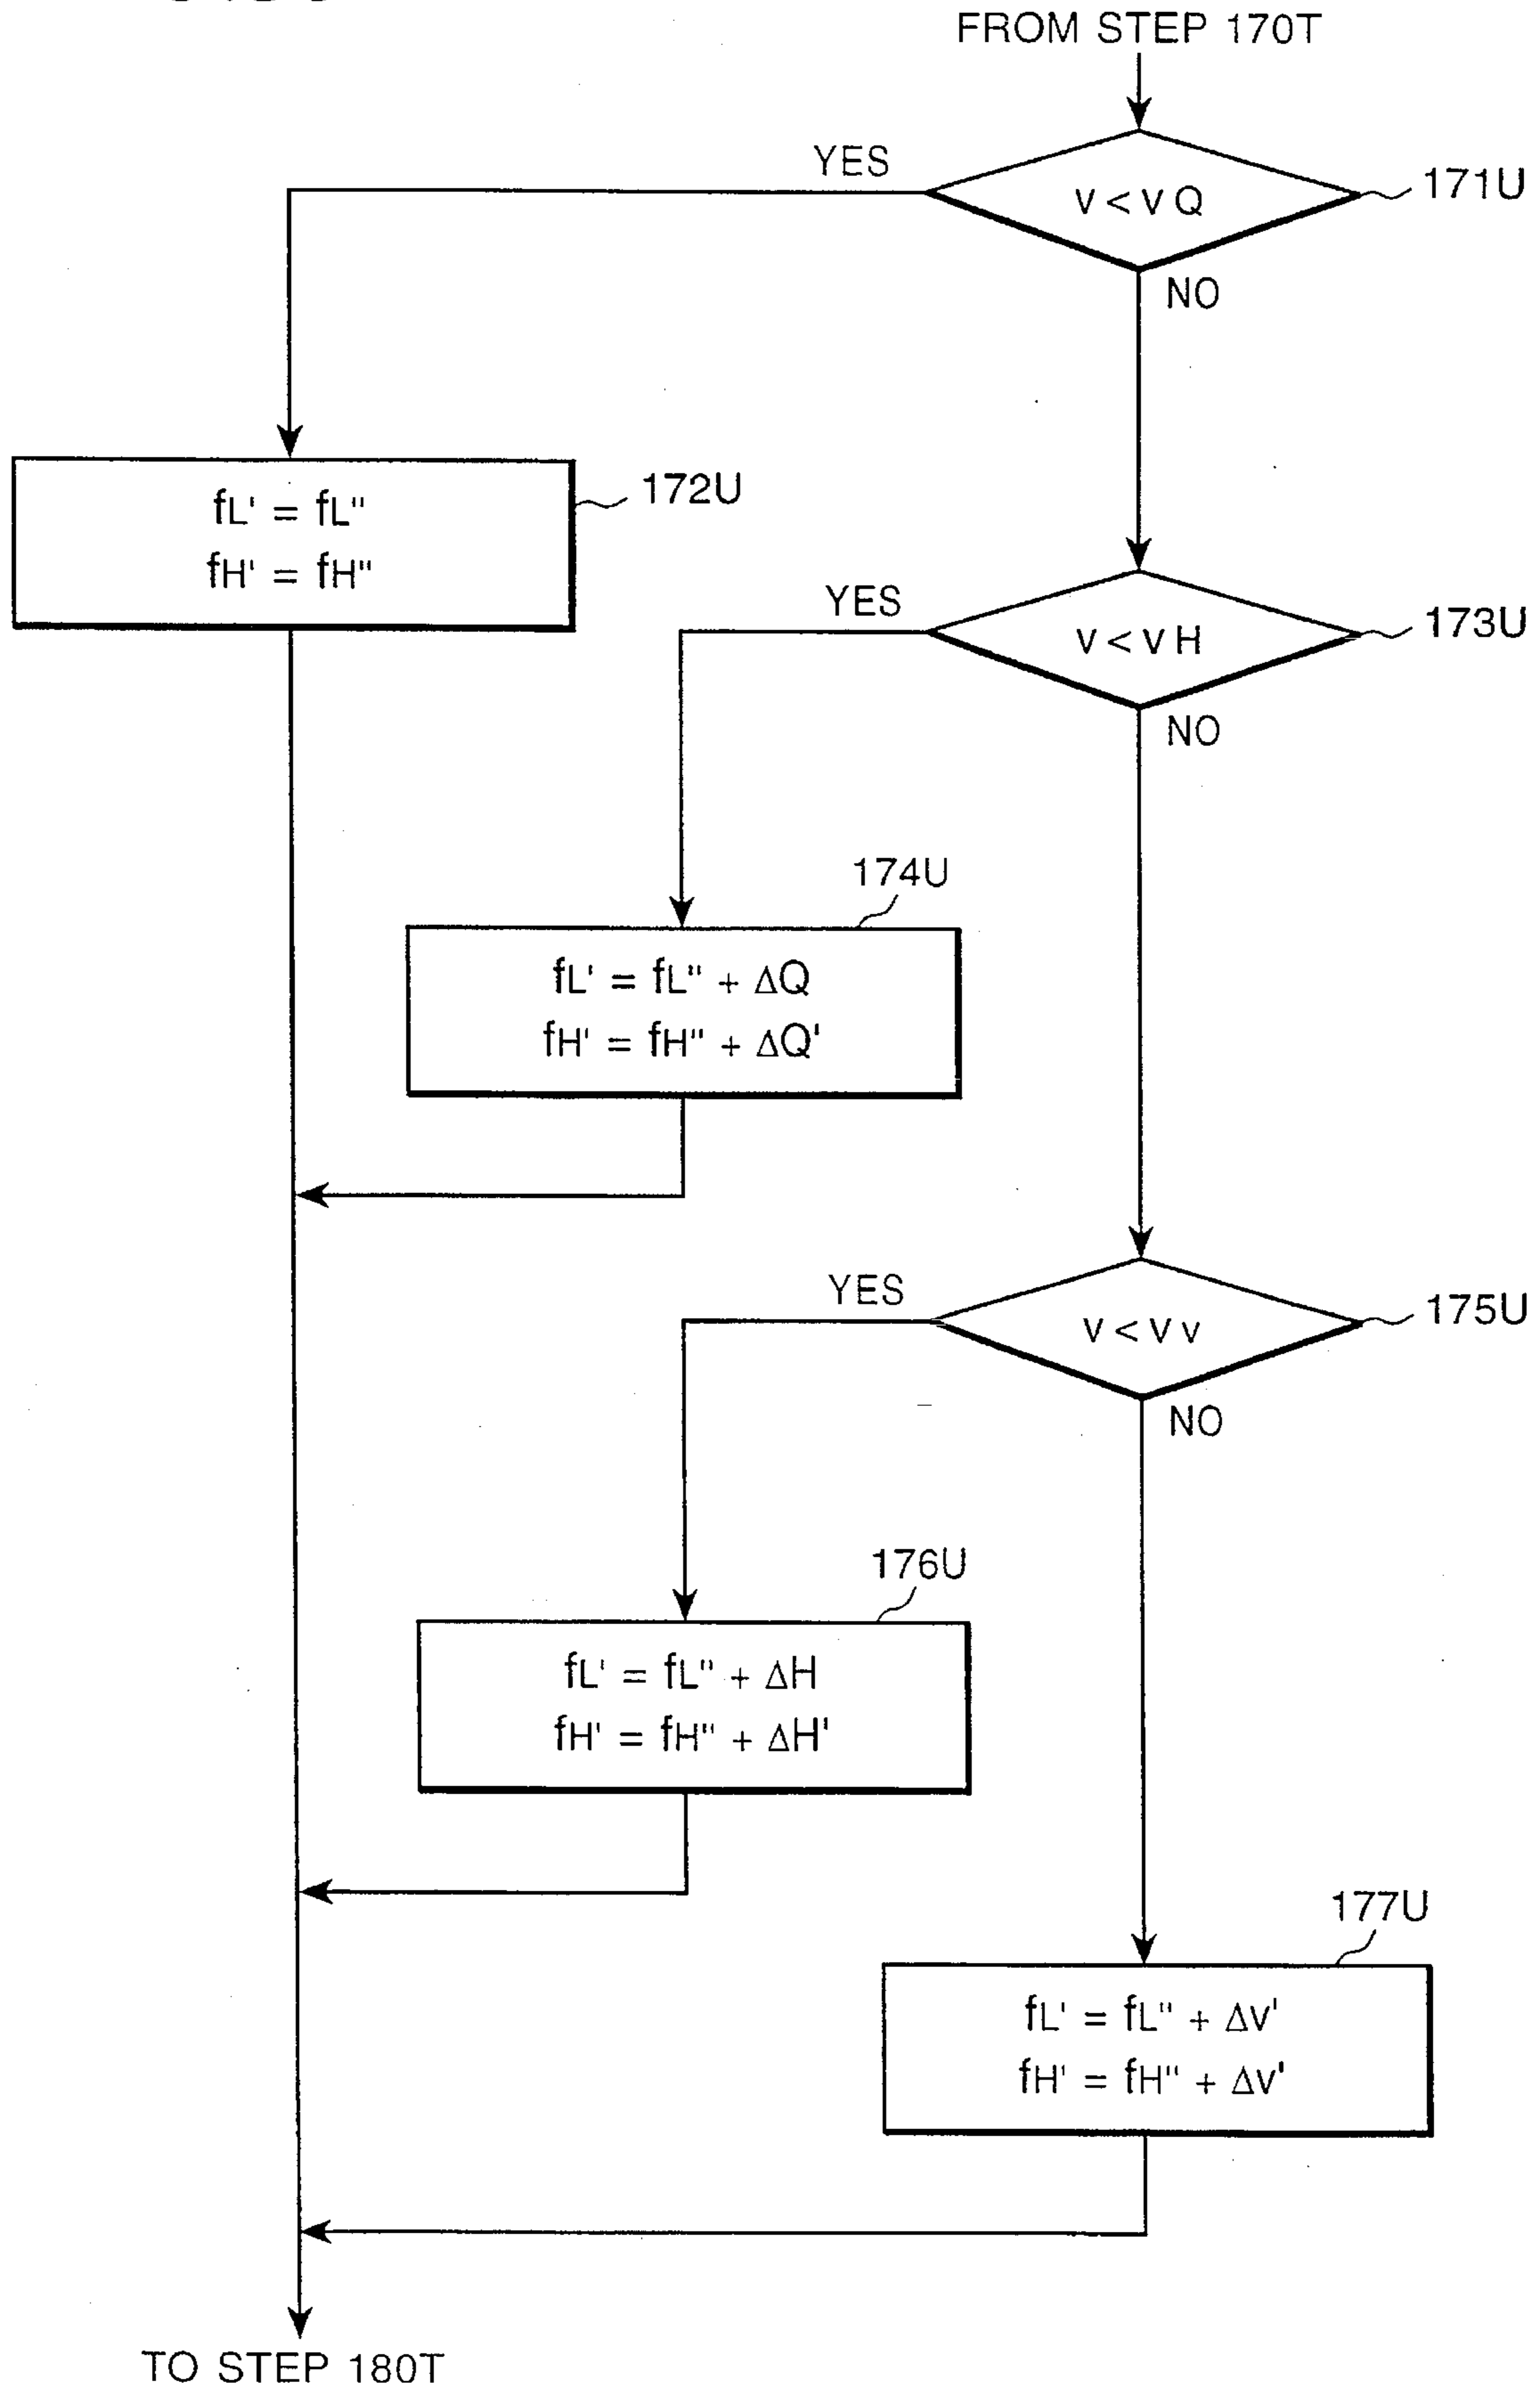 FROM STEP 170T
YES
v < v Q
171U
NO
fL' = fL"
fH' = fH"
172U
YES
v < v H
173U
NO
174U
fL' = fL" + ΔQ
fH' = fH" + ΔQ'
YES
v < v v
175U
NO
176U
fL' = fL" + ΔH
fH' = fH" + ΔH'
177U
fL' = fL" + Δv'
fH' = fH" + Δv'
TO STEP 180T